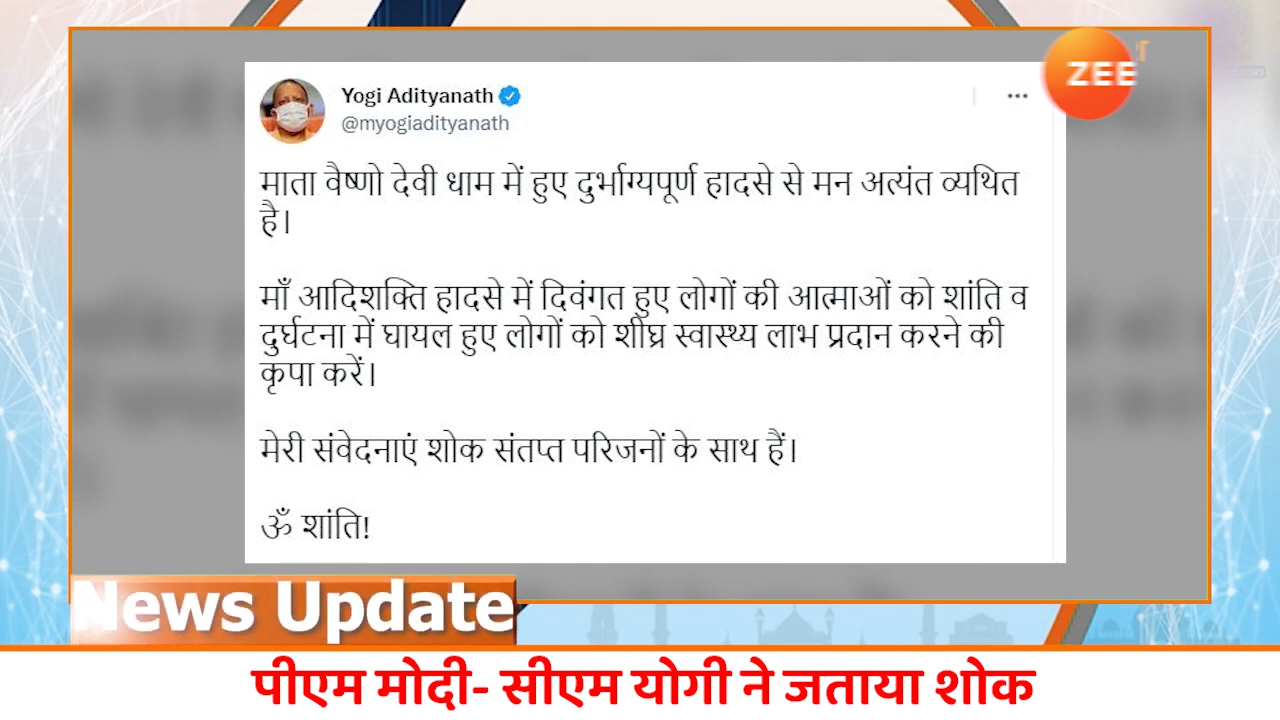 ZEE
Yogi Adityanath
@myogiadityanath
माता वैष्णो देवी धाम में हुए दुर्भाग्यपूर्ण हादसे से मन अत्यंत व्यथित
है।
माँ आदिशक्ति हादसे में दिवंगत हुए लोगों की आत्माओं को शांति व
दुर्घटना में घायल हुए लोगों को शीघ्र स्वास्थ्य लाभ प्रदान करने की
कृपा करें।
मेरी संवेदनाएं शोक संतप्त परिजनों के साथ हैं।
ॐ शांति!
News Update
पीएम मोदी- सीएम योगी ने जताया शोक